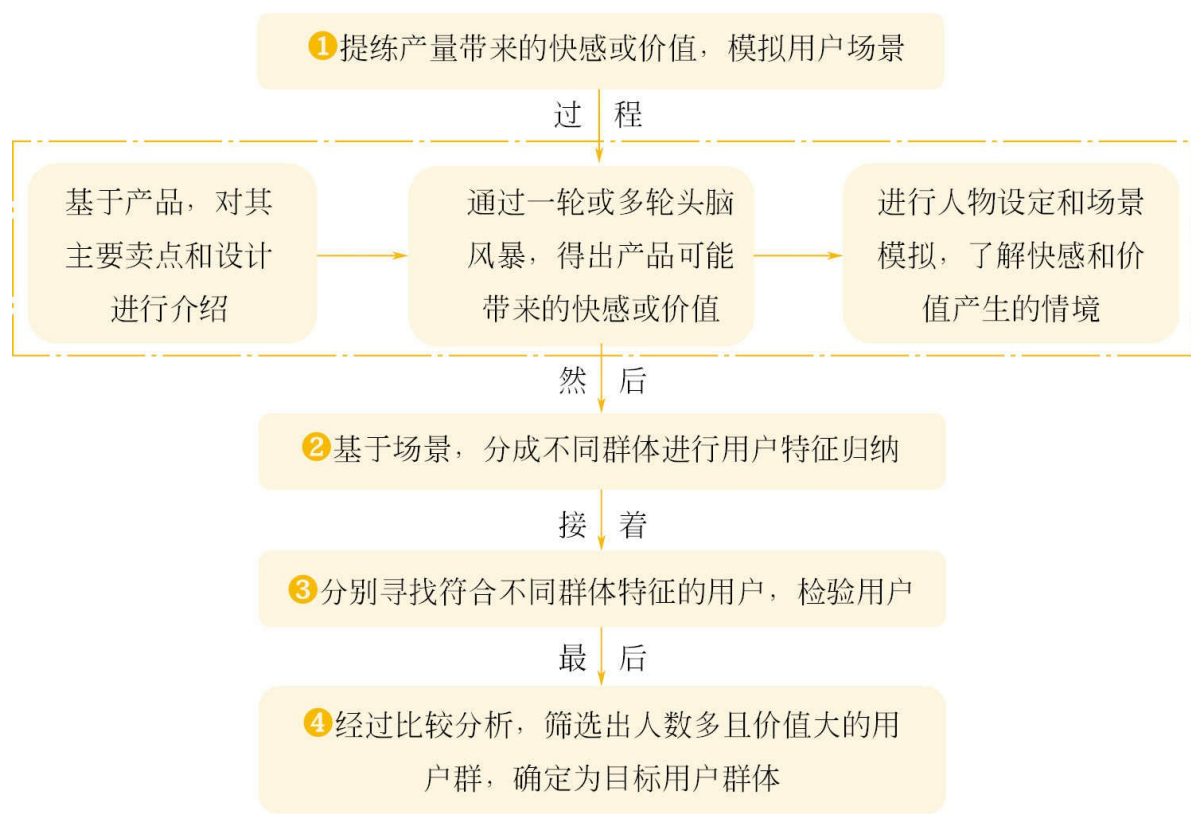 ❶提练产量带来的快感或价值，模拟用户场景
过程
基于产品，对其
主要卖点和设计
进行介绍
通过一轮或多轮头脑
风暴，得出产品可能
带来的快感或价值
进行人物设定和场景
模拟，了解快感和价
值产生的情境
然后
❷基于场景，分成不同群体进行用户特征归纳
接着
❸分别寻找符合不同群体特征的用户，检验用户
最后
❹经过比较分析，筛选出人数多且价值大的用
户群，确定为目标用户群体